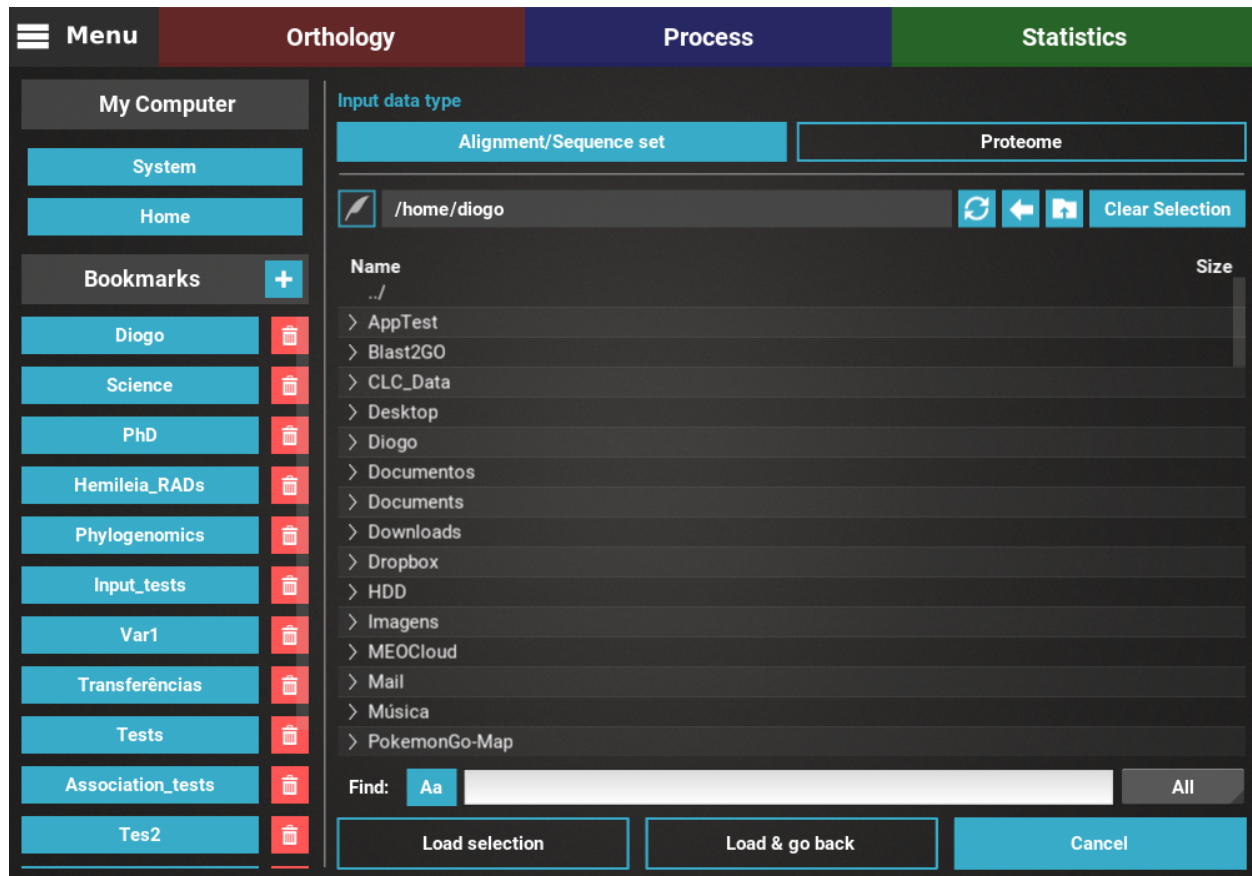 Menu
Orthology
Process
Statistics
My Computer
System
Home
Bookmarks
+
Diogo
Science
PhD
Hemileia_RADs
Phylogenomics
Input_tests
Var1
Transferências
Tests
Association_tests
Tes2
Input data type
Alignment/Sequence set
Proteome
/home/diogo
Clear Selection
Name Size
../
> AppTest
> Blast2GO
> CLC_Data
> Desktop
> Diogo
> Documentos
> Documents
> Downloads
> Dropbox
> HDD
> Imagens
> MEOCloud
> Mail
> Música
> PokemonGo-Map
Find: Aa All
Load selection
Load & go back
Cancel